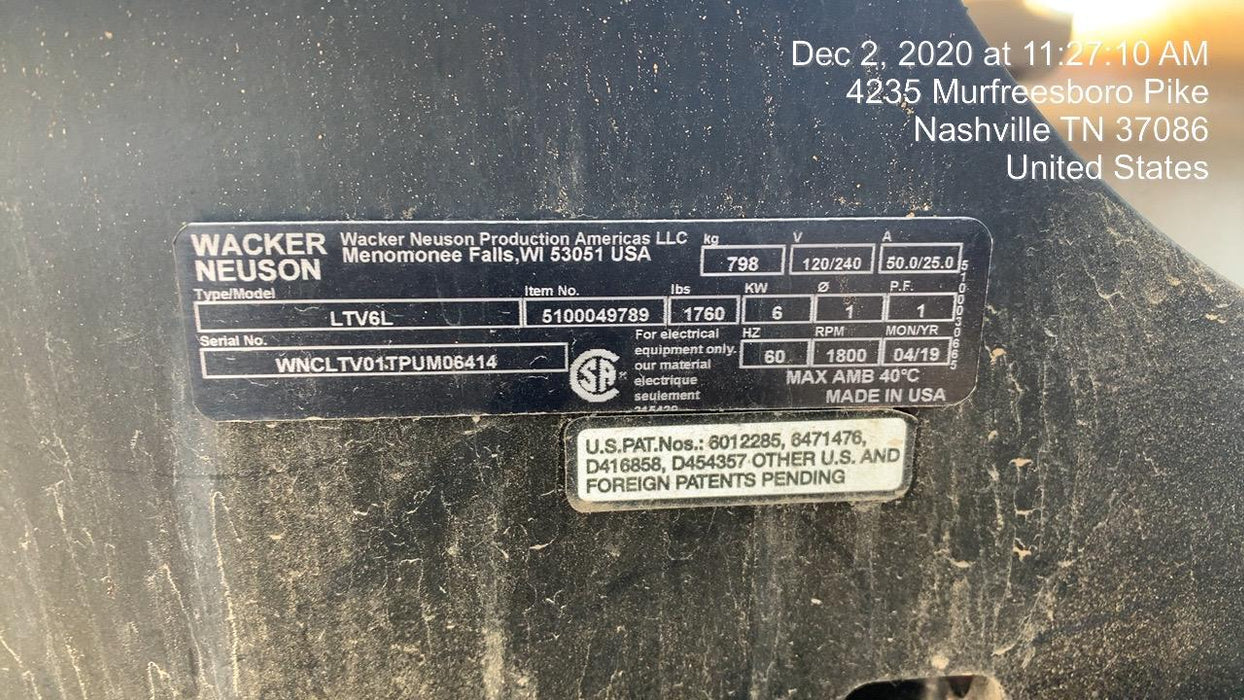 Dec 2, 2020 at 11:27:10 AM
4235 Murfreesboro Pike
Nashville TN 37086
United States
WACKER
NEUSON
Wacker Neuson Production Americas LLC
Menomonee Falls,WI 53051 USA
kg V A
798 120/240 50.0/25.0
Type/Model Item No. lbs KW Ø P.F.
LTV6L 5100049789 1760 6 1 1
Serial No. For electrical HZ RPM MON/YR
WNCLTV01TPUM06414 equipment only. 60 1800 04/19
our material
electrique
seulement
MAX AMB 40°C
MADE IN USA
SA
U.S.PAT.Nos.: 6012285, 6471476,
D416858, D454357 OTHER U.S. AND
FOREIGN PATENTS PENDING